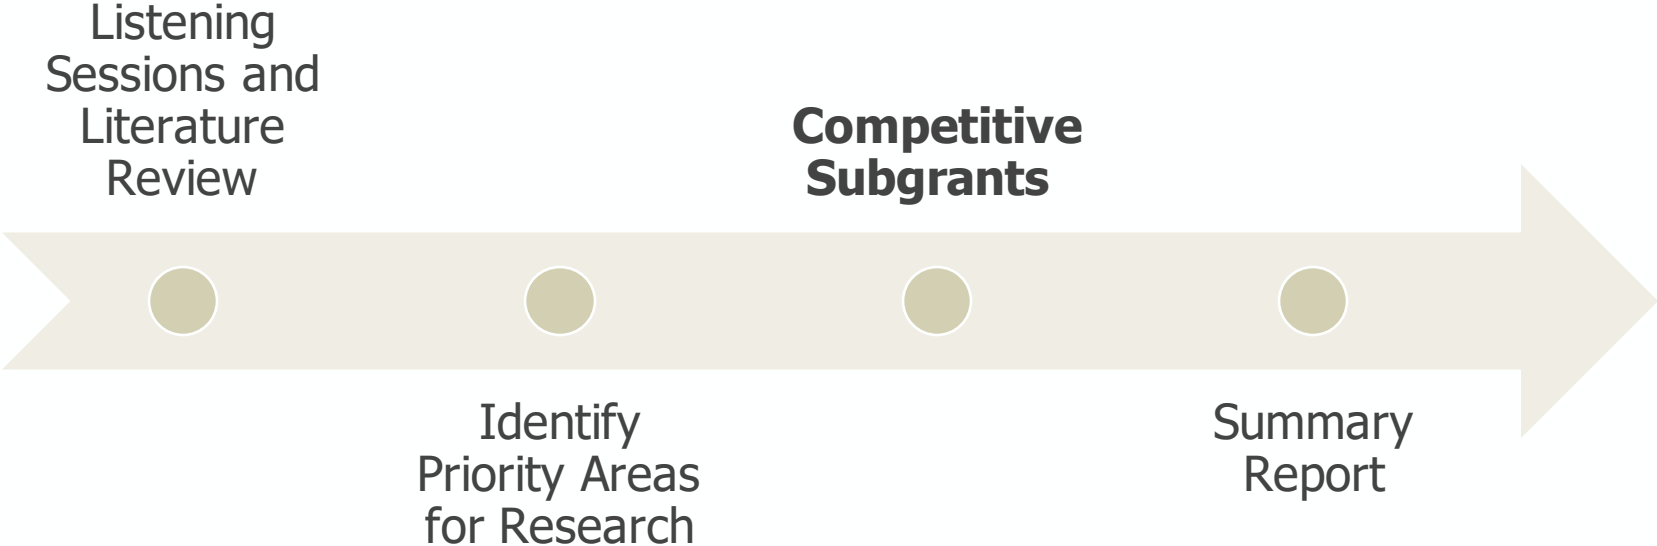 Listening
Sessions and
Literature
Review
Identify
Priority Areas
for Research
Competitive
Subgrants
Summary
Report